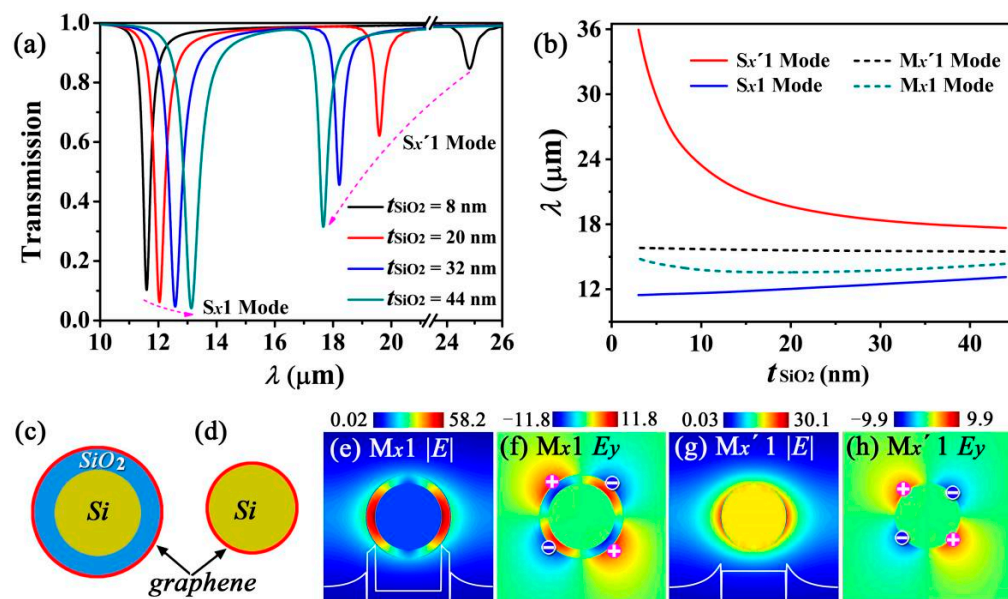 (a)
Transmission
1.0
0.8
0.6
0.4
0.2
0.0
10 12 14 16 18 20 22 24 26
λ (μm)
Sx´1 Mode
Sx1 Mode
tSiO2 = 8 nm
tSiO2 = 20 nm
tSiO2 = 32 nm
tSiO2 = 44 nm
(b)
λ (μm)
36
30
24
18
12
0 10 20 30 40
tSiO2 (nm)
Sx´1 Mode Mx´1 Mode
Sx1 Mode Mx1 Mode
(c)
SiO2
Si
(d)
Si
graphene
0.02 58.2
(e) Mx1 |E|
−11.8 11.8
(f) Mx1 Ey
+ −
− +
0.03 30.1
(g) Mx´1 |E|
−9.9 9.9
(h) Mx´1 Ey
+ −
− +